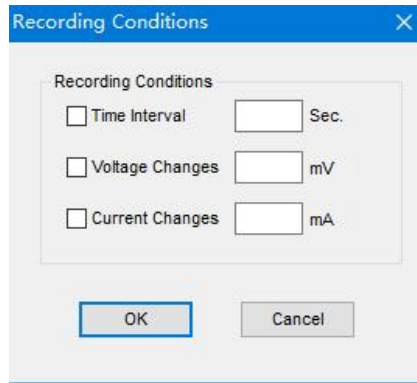 Recording Conditions
Recording Conditions
Time Interval Sec.
Voltage Changes mV
Current Changes mA
OK Cancel